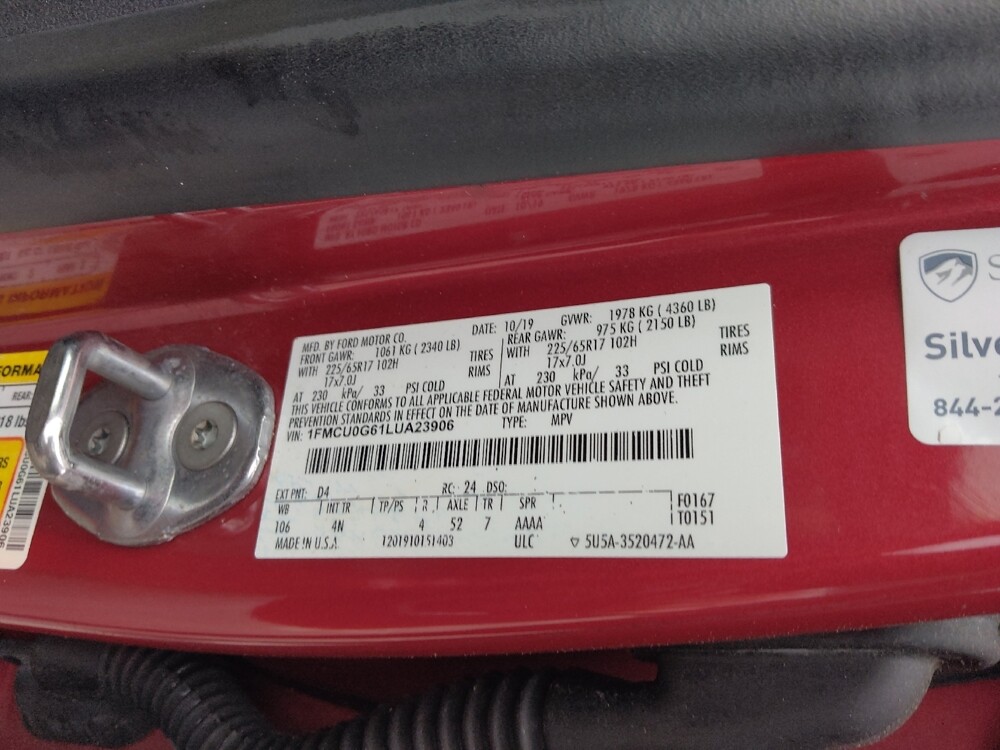 MFD. BY FORD MOTOR CO.
DATE: 10/19 GVWR: 1978 KG ( 4360 LB)
FRONT GAWR: 1061 KG ( 2340 LB)
REAR GAWR: 975 KG ( 2150 LB)
WITH 225/65R17 102H TIRES
17x7.0J RIMS
WITH 225/65R17 102H TIRES
17x7.0J RIMS
AT 230 kPa/ 33 PSI COLD
AT 230 kPa/ 33 PSI COLD
THIS VEHICLE CONFORMS TO ALL APPLICABLE FEDERAL MOTOR VEHICLE SAFETY AND THEFT
PREVENTION STANDARDS IN EFFECT ON THE DATE OF MANUFACTURE SHOWN ABOVE.
VIN: 1FMCU0G61LUA23906 TYPE: MPV
EXT PNT: D4 RC: 24 DSO:
WB INT TR TP/PS R AXLE TR SPR F0167
106 4N 4 52 7 AAAA T0151
MADE IN U.S.A. 1201910151403 ULC ▽ 5U5A-3520472-AA
REAR:
18 lbs
0G61LUA23906
Silve
844-2